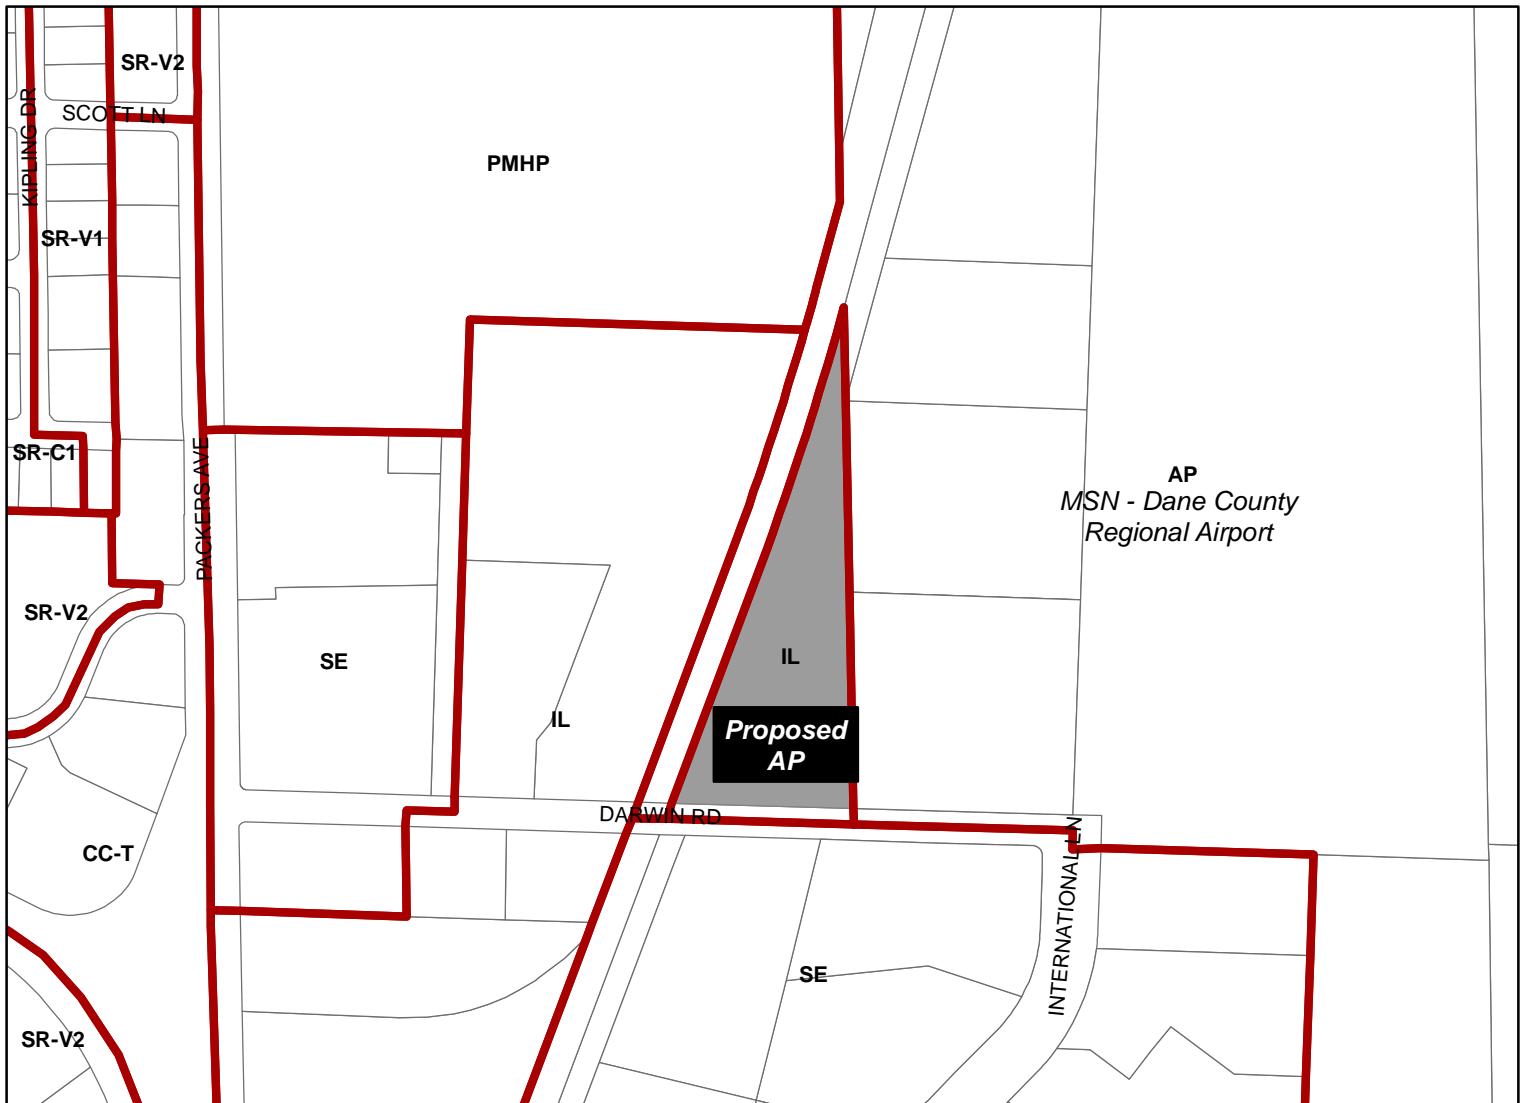 SR-V2
SCOTT LN
KIPLING DR
PMHP
SR-V1
PACKERS AVE
SR-C1
AP
MSN - Dane County
Regional Airport
SR-V2
SE
IL
IL
Proposed
AP
DARWIN RD
CC-T
INTERNATIONAL LN
SE
SR-V2